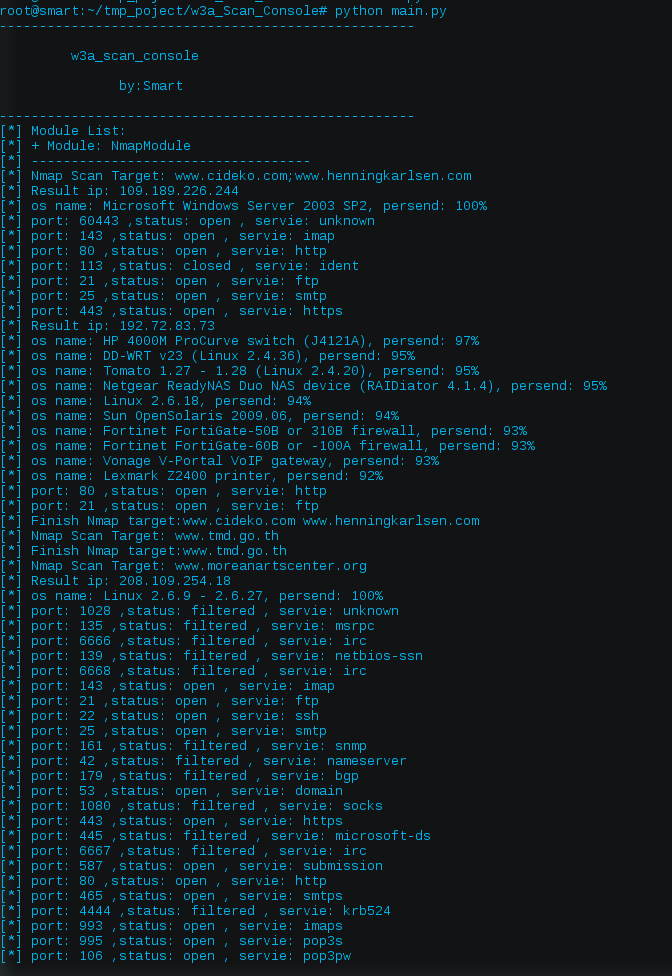 root@smart:~/tmp_poject/w3a_Scan_Console# python main.py
----------------------------------------------------
w3a_scan_console
by:Smart
----------------------------------------------------
[*] Module List:
[*] + Module: NmapModule
[*] -----------------------------------
[*] Nmap Scan Target: www.cideko.com;www.henningkarlsen.com
[*] Result ip: 109.189.226.244
[*] os name: Microsoft Windows Server 2003 SP2, persend: 100%
[*] port: 60443 ,status: open , servie: unknown
[*] port: 143 ,status: open , servie: imap
[*] port: 80 ,status: open , servie: http
[*] port: 113 ,status: closed , servie: ident
[*] port: 21 ,status: open , servie: ftp
[*] port: 25 ,status: open , servie: smtp
[*] port: 443 ,status: open , servie: https
[*] Result ip: 192.72.83.73
[*] os name: HP 4000M ProCurve switch (J4121A), persend: 97%
[*] os name: DD-WRT v23 (Linux 2.4.36), persend: 95%
[*] os name: Tomato 1.27 - 1.28 (Linux 2.4.20), persend: 95%
[*] os name: Netgear ReadyNAS Duo NAS device (RAIDiator 4.1.4), persend: 95%
[*] os name: Linux 2.6.18, persend: 94%
[*] os name: Sun OpenSolaris 2009.06, persend: 94%
[*] os name: Fortinet FortiGate-50B or 310B firewall, persend: 93%
[*] os name: Fortinet FortiGate-60B or -100A firewall, persend: 93%
[*] os name: Vonage V-Portal VoIP gateway, persend: 93%
[*] os name: Lexmark Z2400 printer, persend: 92%
[*] port: 80 ,status: open , servie: http
[*] port: 21 ,status: open , servie: ftp
[*] Finish Nmap target:www.cideko.com www.henningkarlsen.com
[*] Nmap Scan Target: www.tmd.go.th
[*] Finish Nmap target:www.tmd.go.th
[*] Nmap Scan Target: www.moreanartscenter.org
[*] Result ip: 208.109.254.18
[*] os name: Linux 2.6.9 - 2.6.27, persend: 100%
[*] port: 1028 ,status: filtered , servie: unknown
[*] port: 135 ,status: filtered , servie: msrpc
[*] port: 6666 ,status: filtered , servie: irc
[*] port: 139 ,status: filtered , servie: netbios-ssn
[*] port: 6668 ,status: filtered , servie: irc
[*] port: 143 ,status: open , servie: imap
[*] port: 21 ,status: open , servie: ftp
[*] port: 22 ,status: open , servie: ssh
[*] port: 25 ,status: open , servie: smtp
[*] port: 161 ,status: filtered , servie: snmp
[*] port: 42 ,status: filtered , servie: nameserver
[*] port: 179 ,status: filtered , servie: bgp
[*] port: 53 ,status: open , servie: domain
[*] port: 1080 ,status: filtered , servie: socks
[*] port: 443 ,status: open , servie: https
[*] port: 445 ,status: filtered , servie: microsoft-ds
[*] port: 6667 ,status: filtered , servie: irc
[*] port: 587 ,status: open , servie: submission
[*] port: 80 ,status: open , servie: http
[*] port: 465 ,status: open , servie: smtps
[*] port: 4444 ,status: filtered , servie: krb524
[*] port: 993 ,status: open , servie: imaps
[*] port: 995 ,status: open , servie: pop3s
[*] port: 106 ,status: open , servie: pop3pw